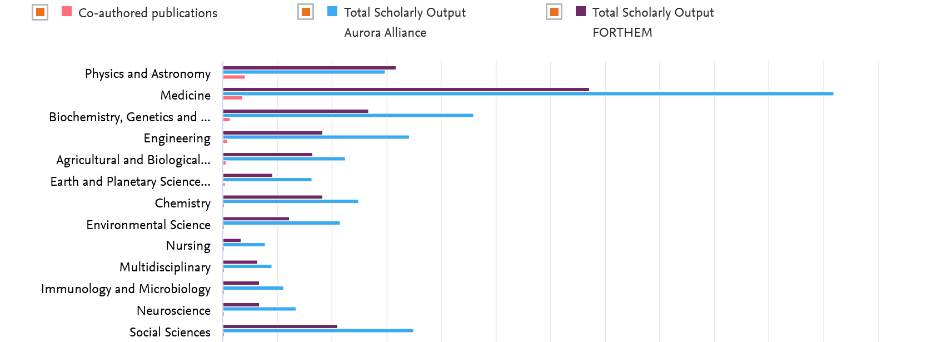 Co-authored publications
Total Scholarly Output
Aurora Alliance
Total Scholarly Output
FORTHEM
Physics and Astronomy
Medicine
Biochemistry, Genetics and ...
Engineering
Agricultural and Biological...
Earth and Planetary Science...
Chemistry
Environmental Science
Nursing
Multidisciplinary
Immunology and Microbiology
Neuroscience
Social Sciences